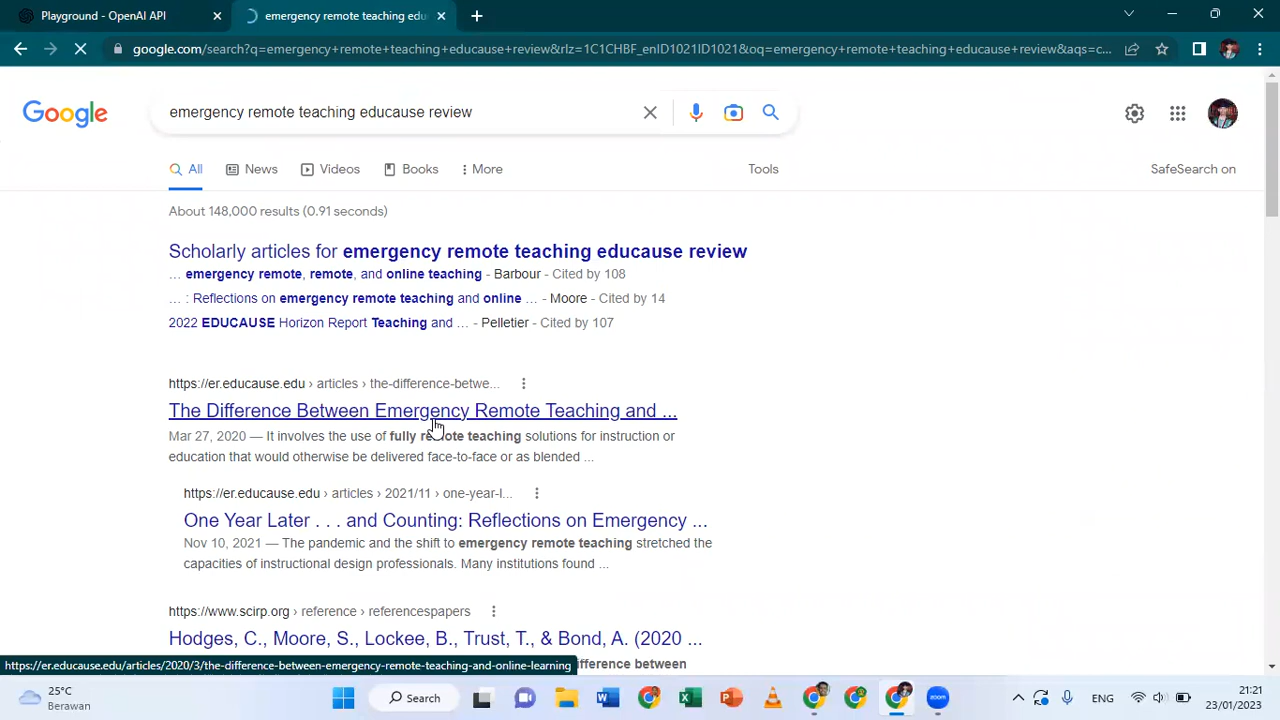 Playground - OpenAI API
emergency remote teaching edu
google.com/search?q=emergency+remote+teaching+educause+review&rlz=1C1CHBF_enID1021ID1021&oq=emergency+remote+teaching+educause+review&aqs=c...
Google
emergency remote teaching educause review
All
News
Videos
Books
More
Tools
SafeSearch on
About 148,000 results (0.91 seconds)
Scholarly articles for emergency remote teaching educause review
... emergency remote, remote, and online teaching - Barbour - Cited by 108
... : Reflections on emergency remote teaching and online ... - Moore - Cited by 14
2022 EDUCAUSE Horizon Report Teaching and ... - Pelletier - Cited by 107
https://er.educause.edu › articles › the-difference-betwe...
The Difference Between Emergency Remote Teaching and ...
Mar 27, 2020 — It involves the use of fully remote teaching solutions for instruction or
education that would otherwise be delivered face-to-face or as blended ...
https://er.educause.edu › articles › 2021/11 › one-year-l...
One Year Later . . . and Counting: Reflections on Emergency ...
Nov 10, 2021 — The pandemic and the shift to emergency remote teaching stretched the
capacities of instructional design professionals. Many institutions found ...
https://www.scirp.org › reference › referencespapers
Hodges, C., Moore, S., Lockee, B., Trust, T., & Bond, A. (2020 ...
https://er.educause.edu/articles/2020/3/the-difference-between-emergency-remote-teaching-and-online-learning
ifference between
25°C
Berawan
Search
ENG
21:21
23/01/2023